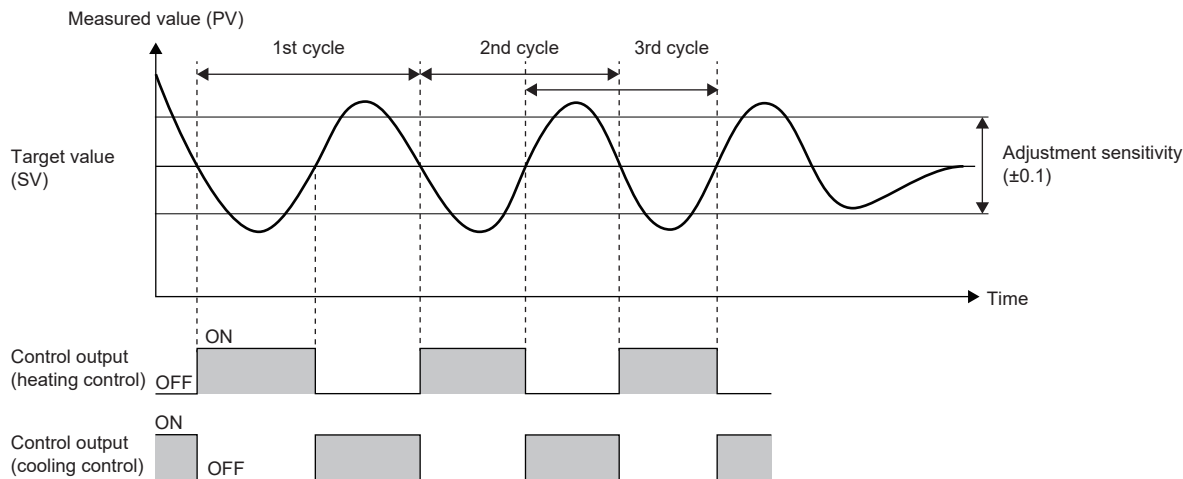 Measured value (PV)
1st cycle
2nd cycle
3rd cycle
Target value
(SV)
Adjustment sensitivity
(±0.1)
Time
ON
Control output
(heating control)
OFF
ON
Control output
(cooling control)
OFF